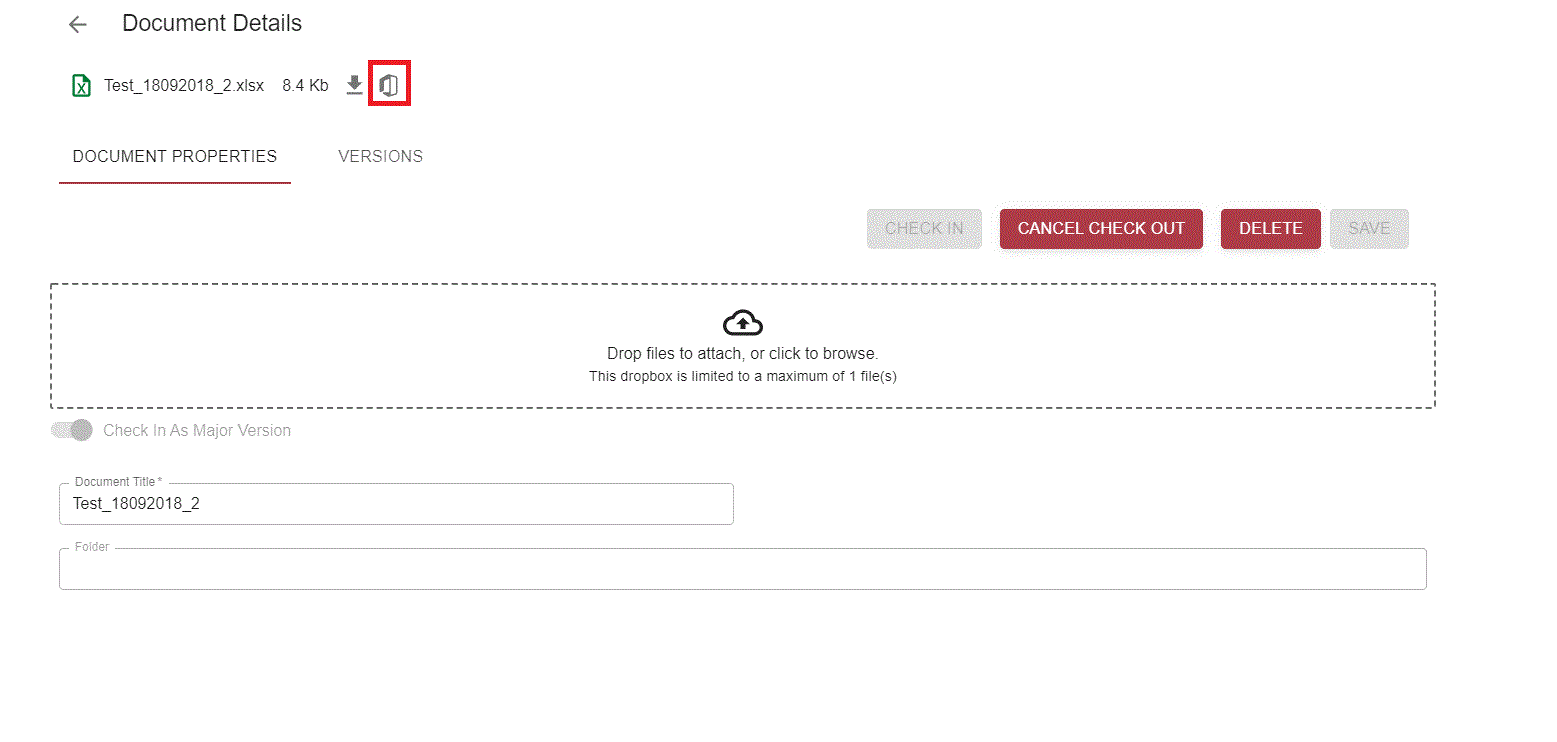 Document Details
Test_18092018_2.xlsx 8.4 Kb
DOCUMENT PROPERTIES VERSIONS
CHECK IN CANCEL CHECK OUT DELETE SAVE
Drop files to attach, or click to browse.
This dropbox is limited to a maximum of 1 file(s)
Check In As Major Version
Document Title *
Test_18092018_2
Folder